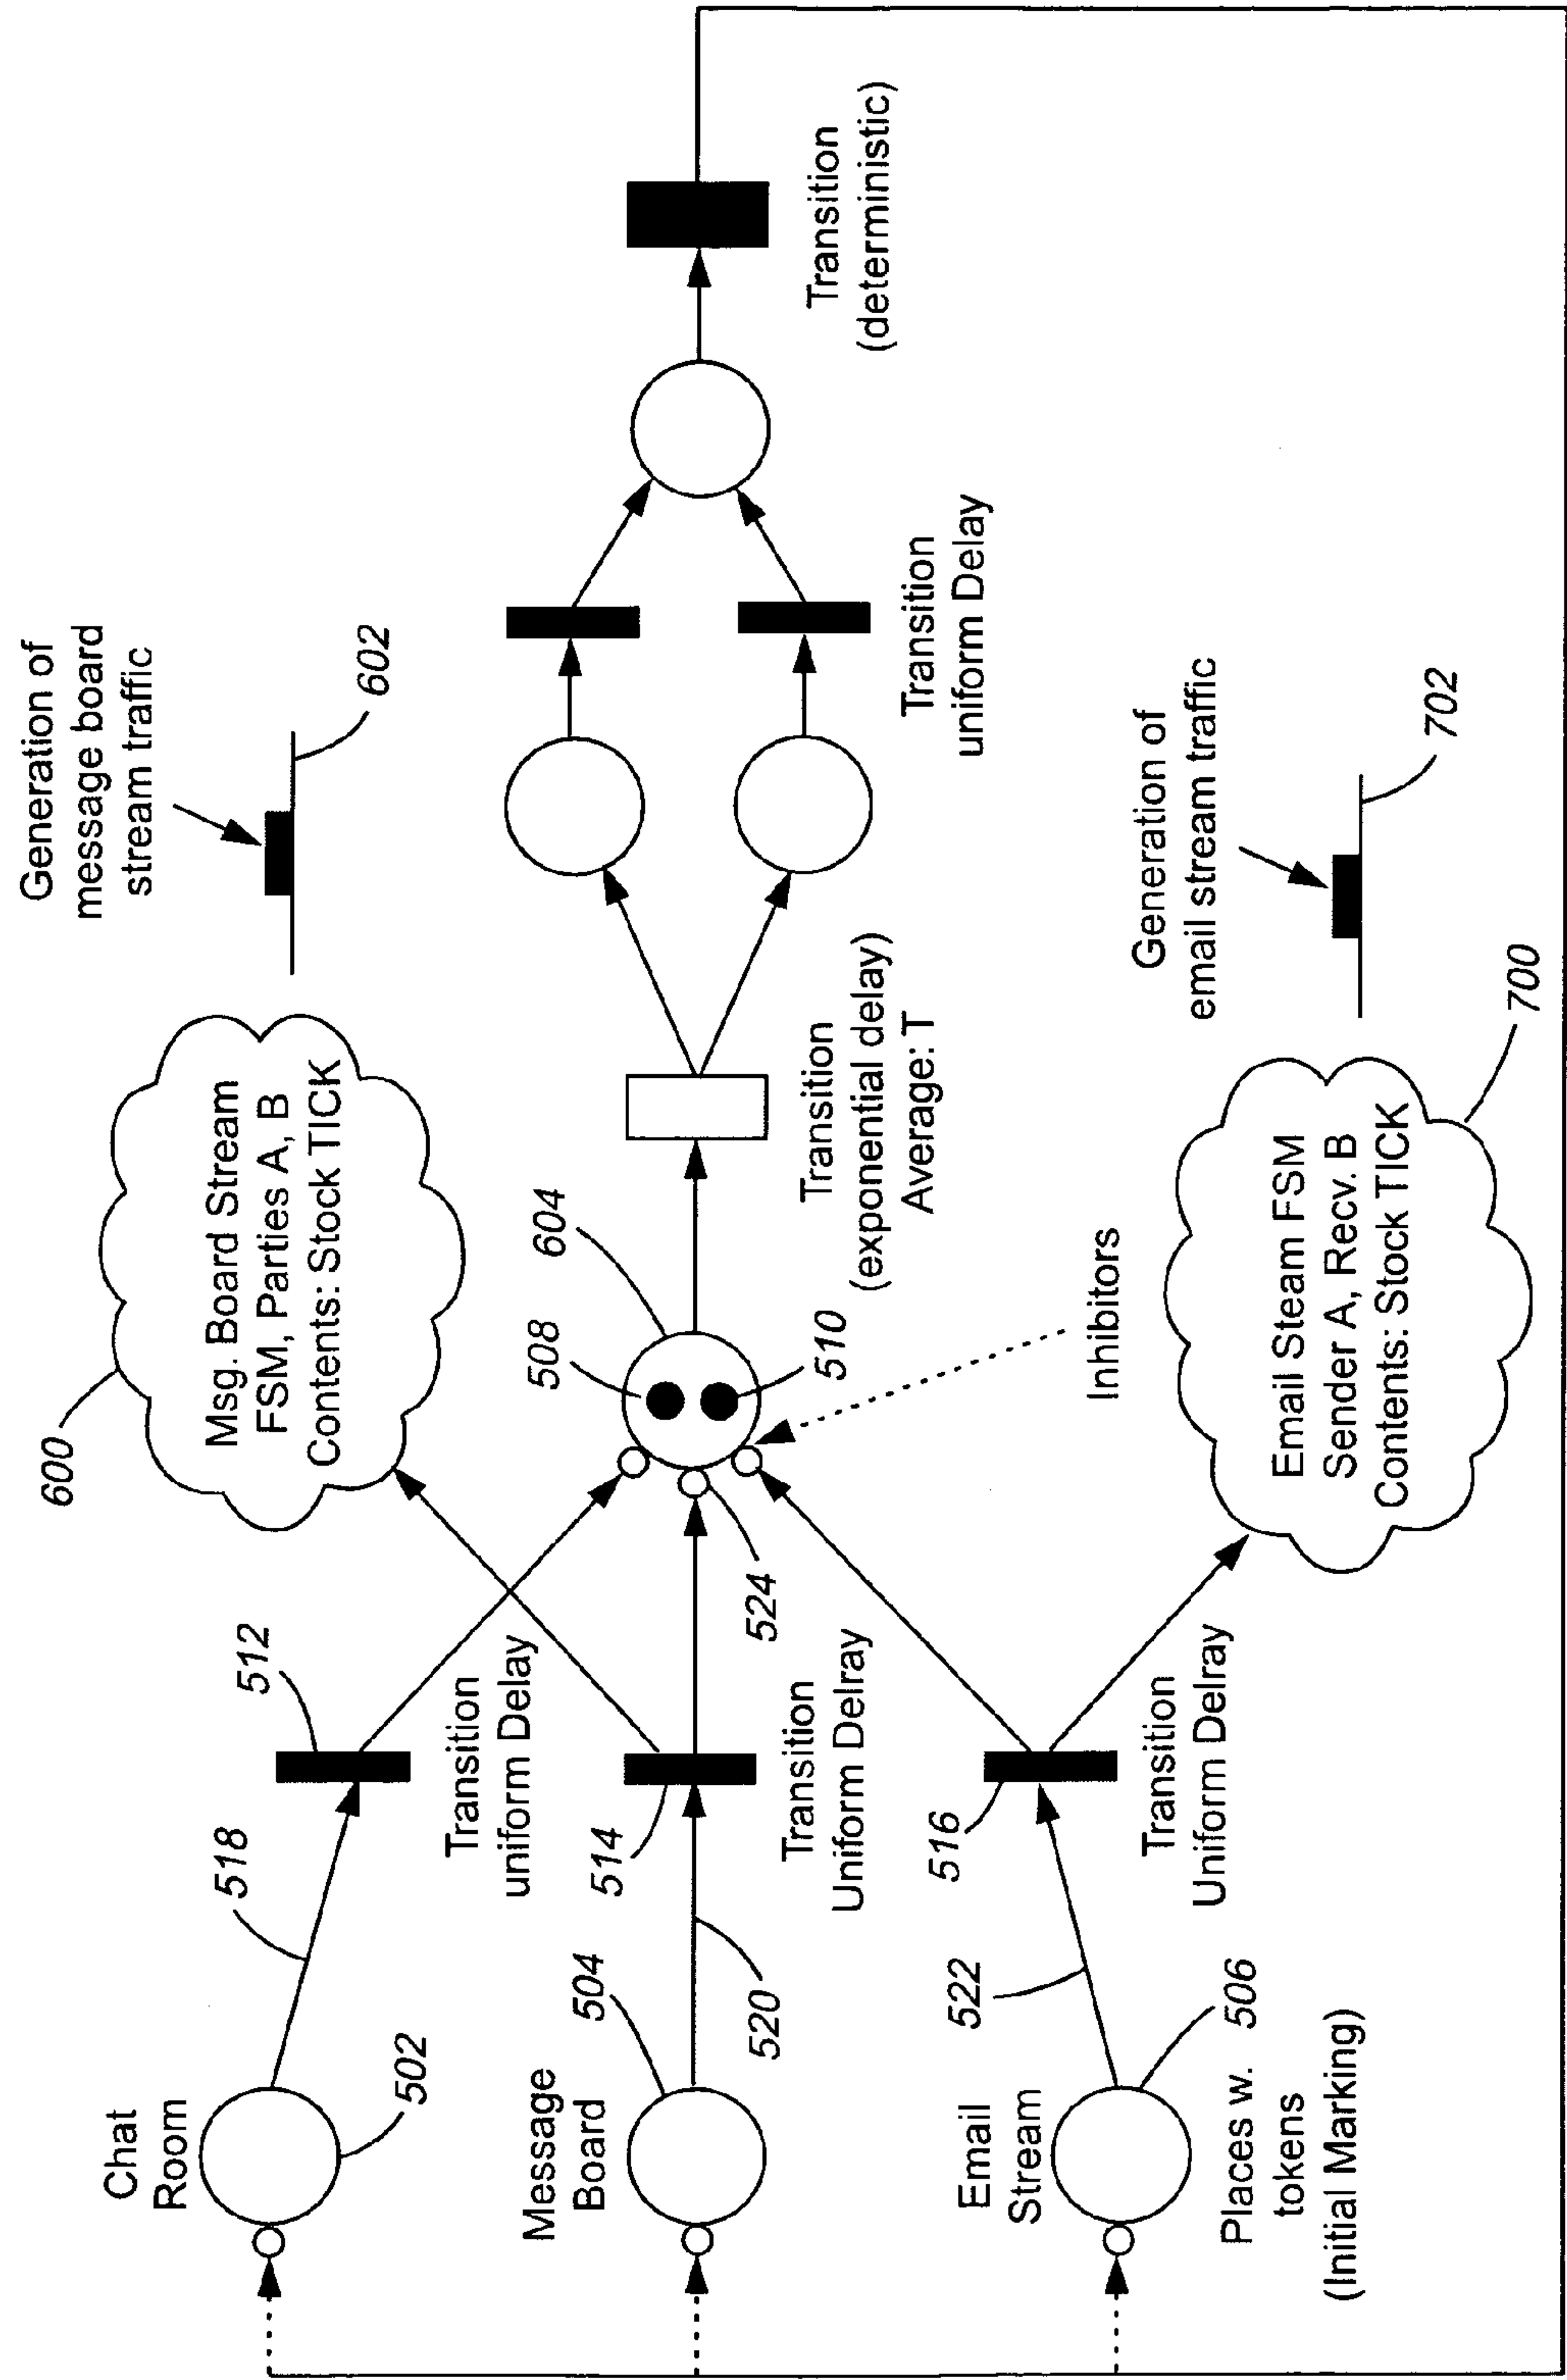 Chat
Room
502
518
512
Transition
uniform Delay
600
Msg. Board Stream
FSM, Parties A, B
Contents: Stock TICK
Generation of
message board
stream traffic
602
Message
Board
504
520
514
Transition
Uniform Delray
524
508
510
604
Inhibitors
Transition
(exponential delay)
Average: T
Transition
uniform Delay
Transition
(deterministic)
Email
Stream
506
Places w.
tokens
(Initial Marking)
522
516
Transition
Uniform Delray
Email Steam FSM
Sender A, Recv. B
Contents: Stock TICK
700
Generation of
email stream traffic
702